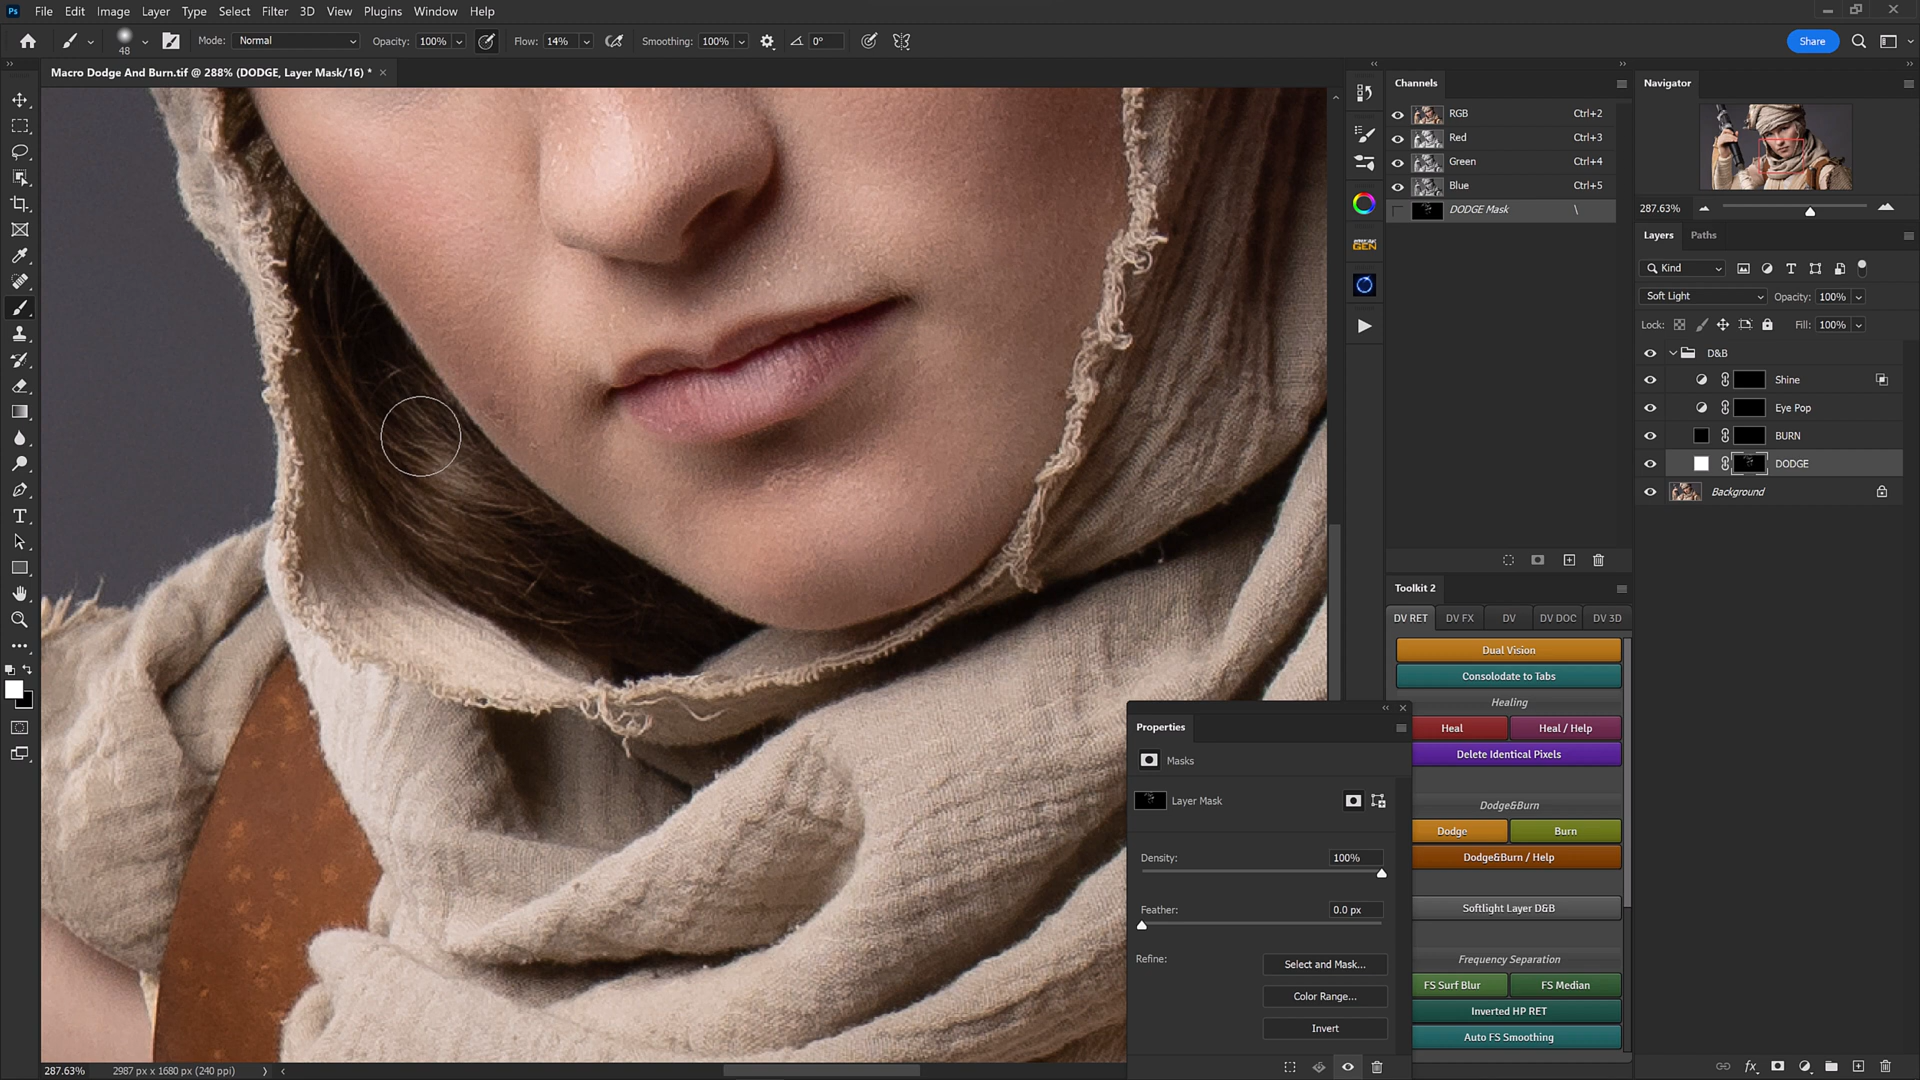 Ps File Edit Image Layer Type Select Filter 3D View Plugins Window Help
48 Mode: Normal Opacity: 100% Flow: 14% Smoothing: 100% 0° Share
Macro Dodge And Burn.tif @ 288% (DODGE, Layer Mask/16) *
Channels
RGB Ctrl+2
Red Ctrl+3
Green Ctrl+4
Blue Ctrl+5
DODGE Mask \
Navigator
287.63%
Layers Paths
Kind
Soft Light Opacity: 100%
Lock: Fill: 100%
D&B
Shine
Eye Pop
BURN
DODGE
Background
Toolkit 2
DV RET DV FX DV DV DOC DV 3D
Dual Vision
Consolodate to Tabs
Healing
Heal Heal / Help
Delete Identical Pixels
Dodge&Burn
Dodge Burn
Dodge&Burn / Help
Softlight Layer D&B
Frequency Separation
FS Surf Blur FS Median
Inverted HP RET
Auto FS Smoothing
Properties
Masks
Layer Mask
Density: 100%
Feather: 0.0 px
Refine: Select and Mask...
Color Range...
Invert
287.63% 2987 px x 1680 px (240 ppi)
fx